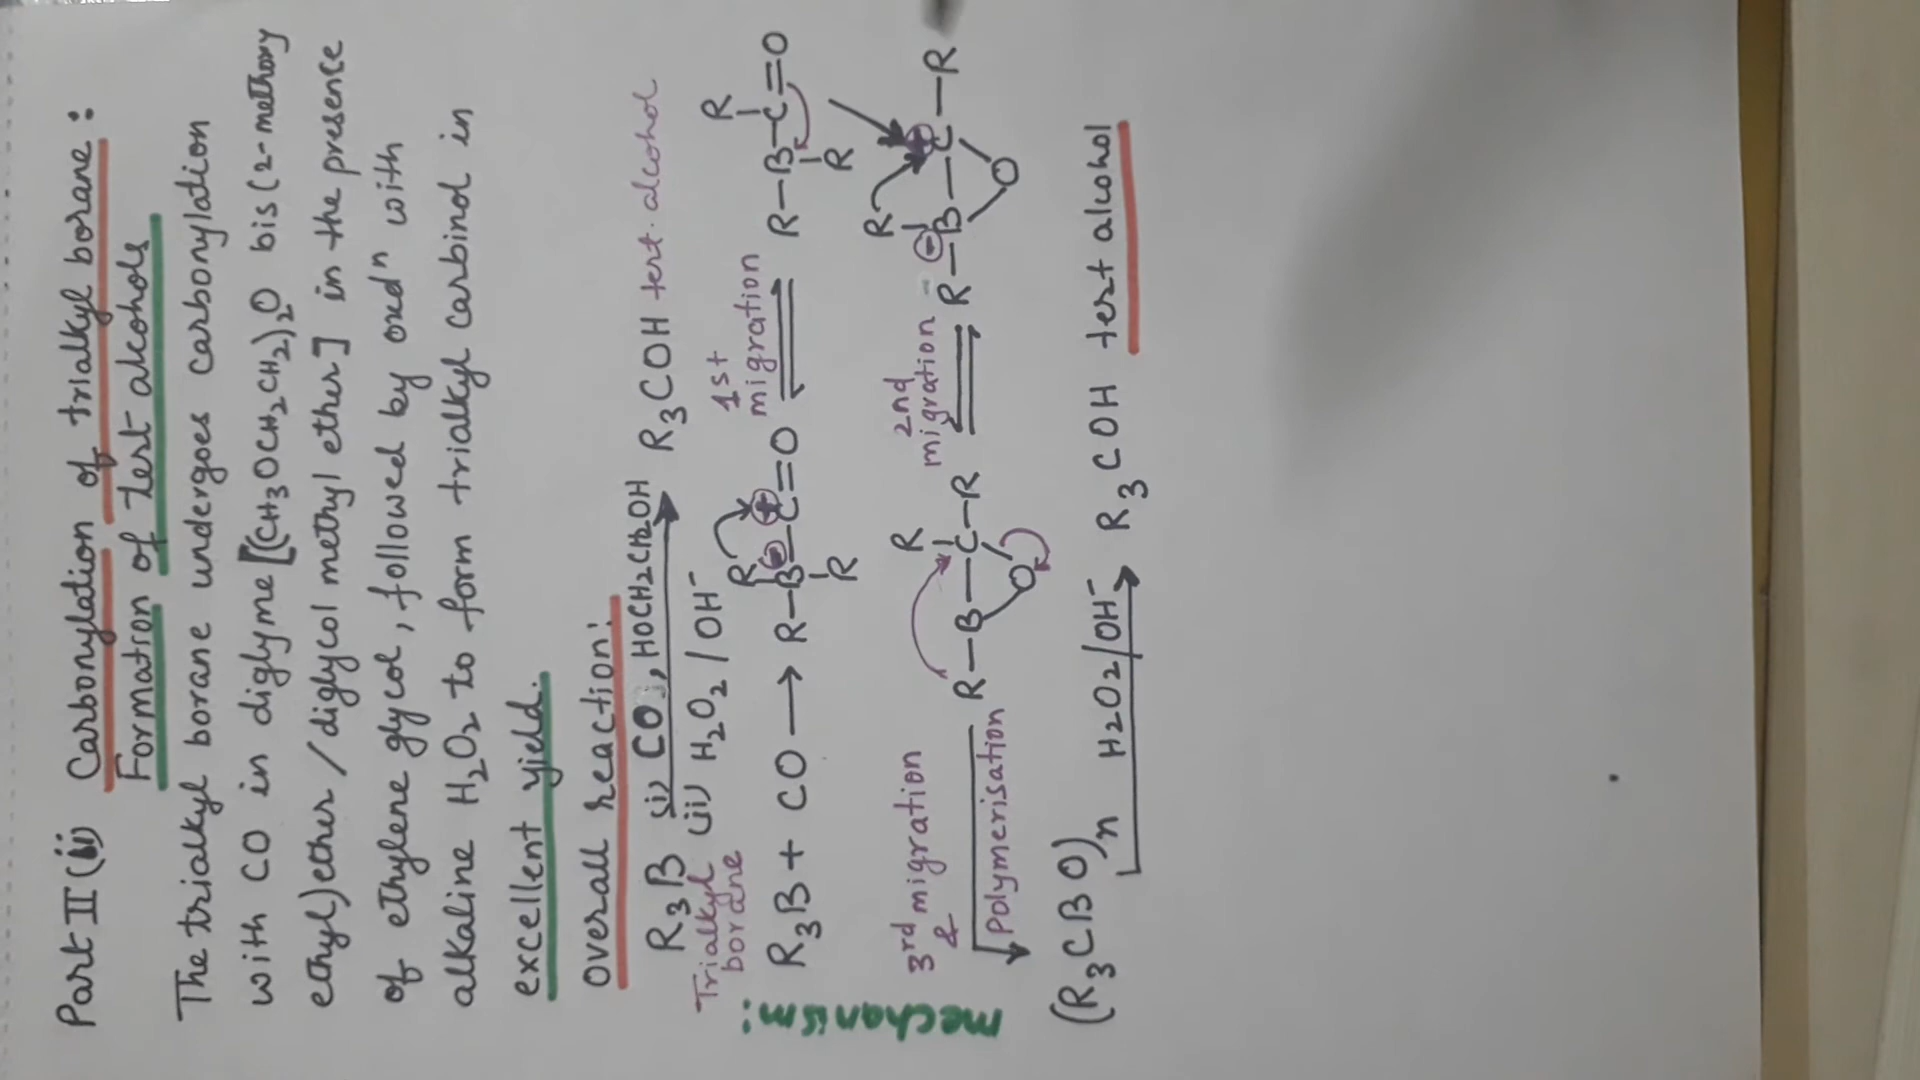 Part II (ii) Carbonylation of trialkyl borane :
Formation of tert alcohols
The trialkyl borane undergoes carbonylation
with CO in diglyme [(CH3OCH2CH2)2O bis (2-methoxy
ethyl) ether / diglycol methyl ether] in the presence
of ethylene glycol, followed by oxdⁿ with
alkaline H2O2 to form trialkyl carbinol in
excellent yield.
overall reaction:
R3B (i) CO, HOCH2CH2OH (ii) H2O2 / OH⁻ → R3COH tert. alcohol
Trialkyl
borane
mechanism:
R3B + CO → R—B(⊖)(R)(R)—C(⊕)=O ⇌ 1st migration R—B(R)—C(R)=O
3rd migration
&
Polymerisation
R—B—C(R)—R
O
2nd
migration
R—B(⊖)(R)—C(⊕)—R
O
(R3CBO)n H2O2/OH⁻ → R3COH tert alcohol